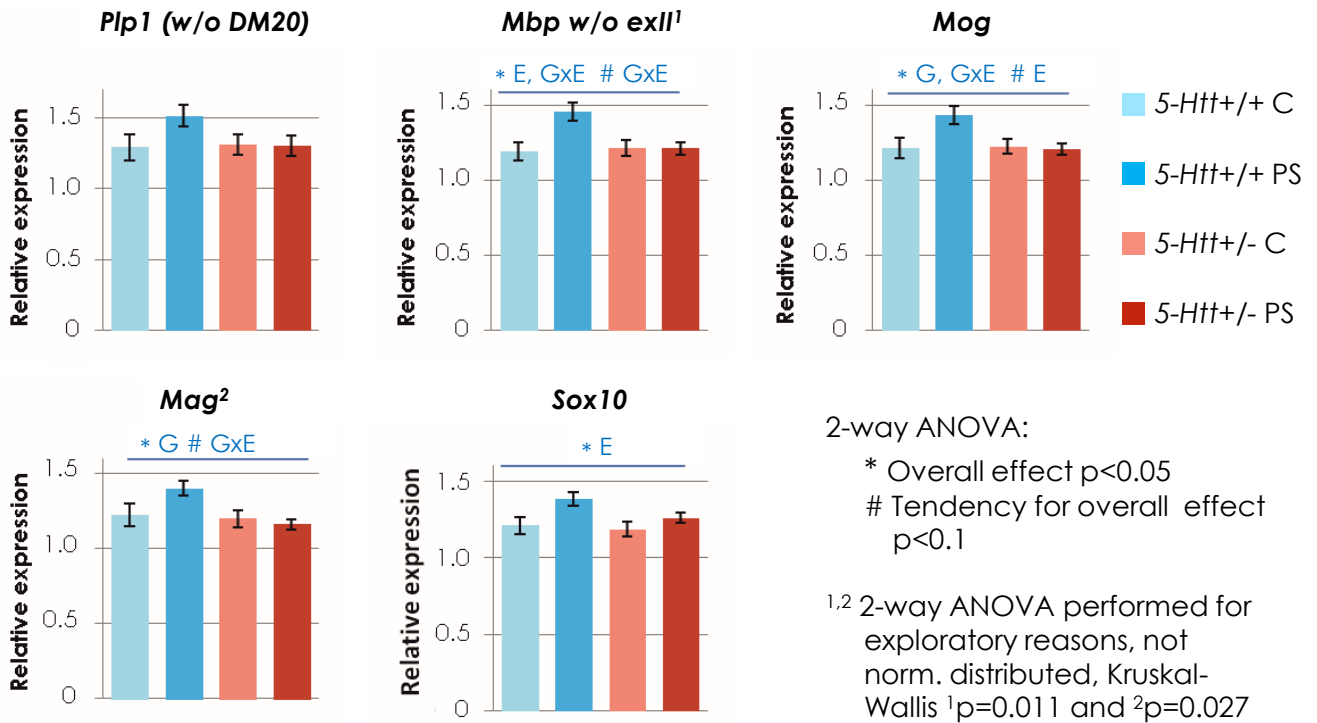 Plp1 (w/o DM20)
Relative expression
1.5
1.0
0.5
0
Mbp w/o exII¹
* E, GxE # GxE
Relative expression
1.5
1.0
0.5
0
Mog
* G, GxE # E
Relative expression
1.5
1.0
0.5
0
5-Htt+/+ C
5-Htt+/+ PS
5-Htt+/- C
5-Htt+/- PS
Mag²
* G # GxE
Relative expression
1.5
1.0
0.5
0
Sox10
* E
Relative expression
1.5
1.0
0.5
0
2-way ANOVA:
* Overall effect p<0.05
# Tendency for overall effect
p<0.1
1,2 2-way ANOVA performed for
exploratory reasons, not
norm. distributed, Kruskal-
Wallis ¹p=0.011 and ²p=0.027